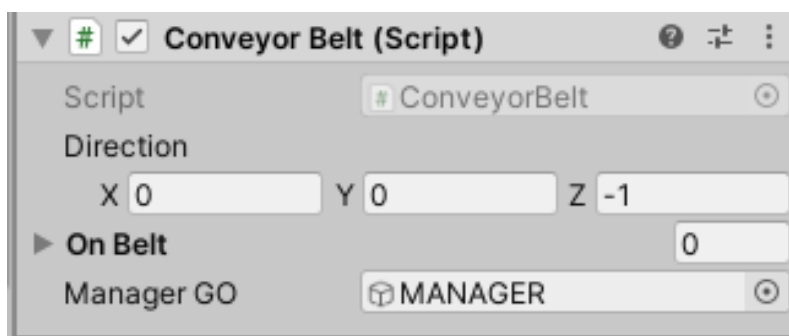 # Conveyor Belt (Script)
Script # ConveyorBelt
Direction
X 0 Y 0 Z -1
On Belt 0
Manager GO MANAGER